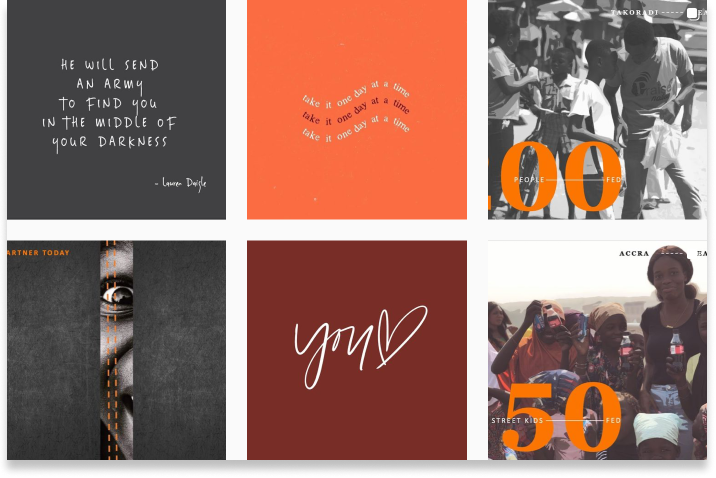 HE WILL SEND
AN ARMY
TO FIND YOU
IN THE MIDDLE OF
YOUR DARKNESS
- Lauren Daigle
take it one day at a time
take it one day at a time
take it one day at a time
TAKORADI
00
PEOPLE
FED
ARTNER TODAY
you
ACCRA
50
STREET KIDS
FED